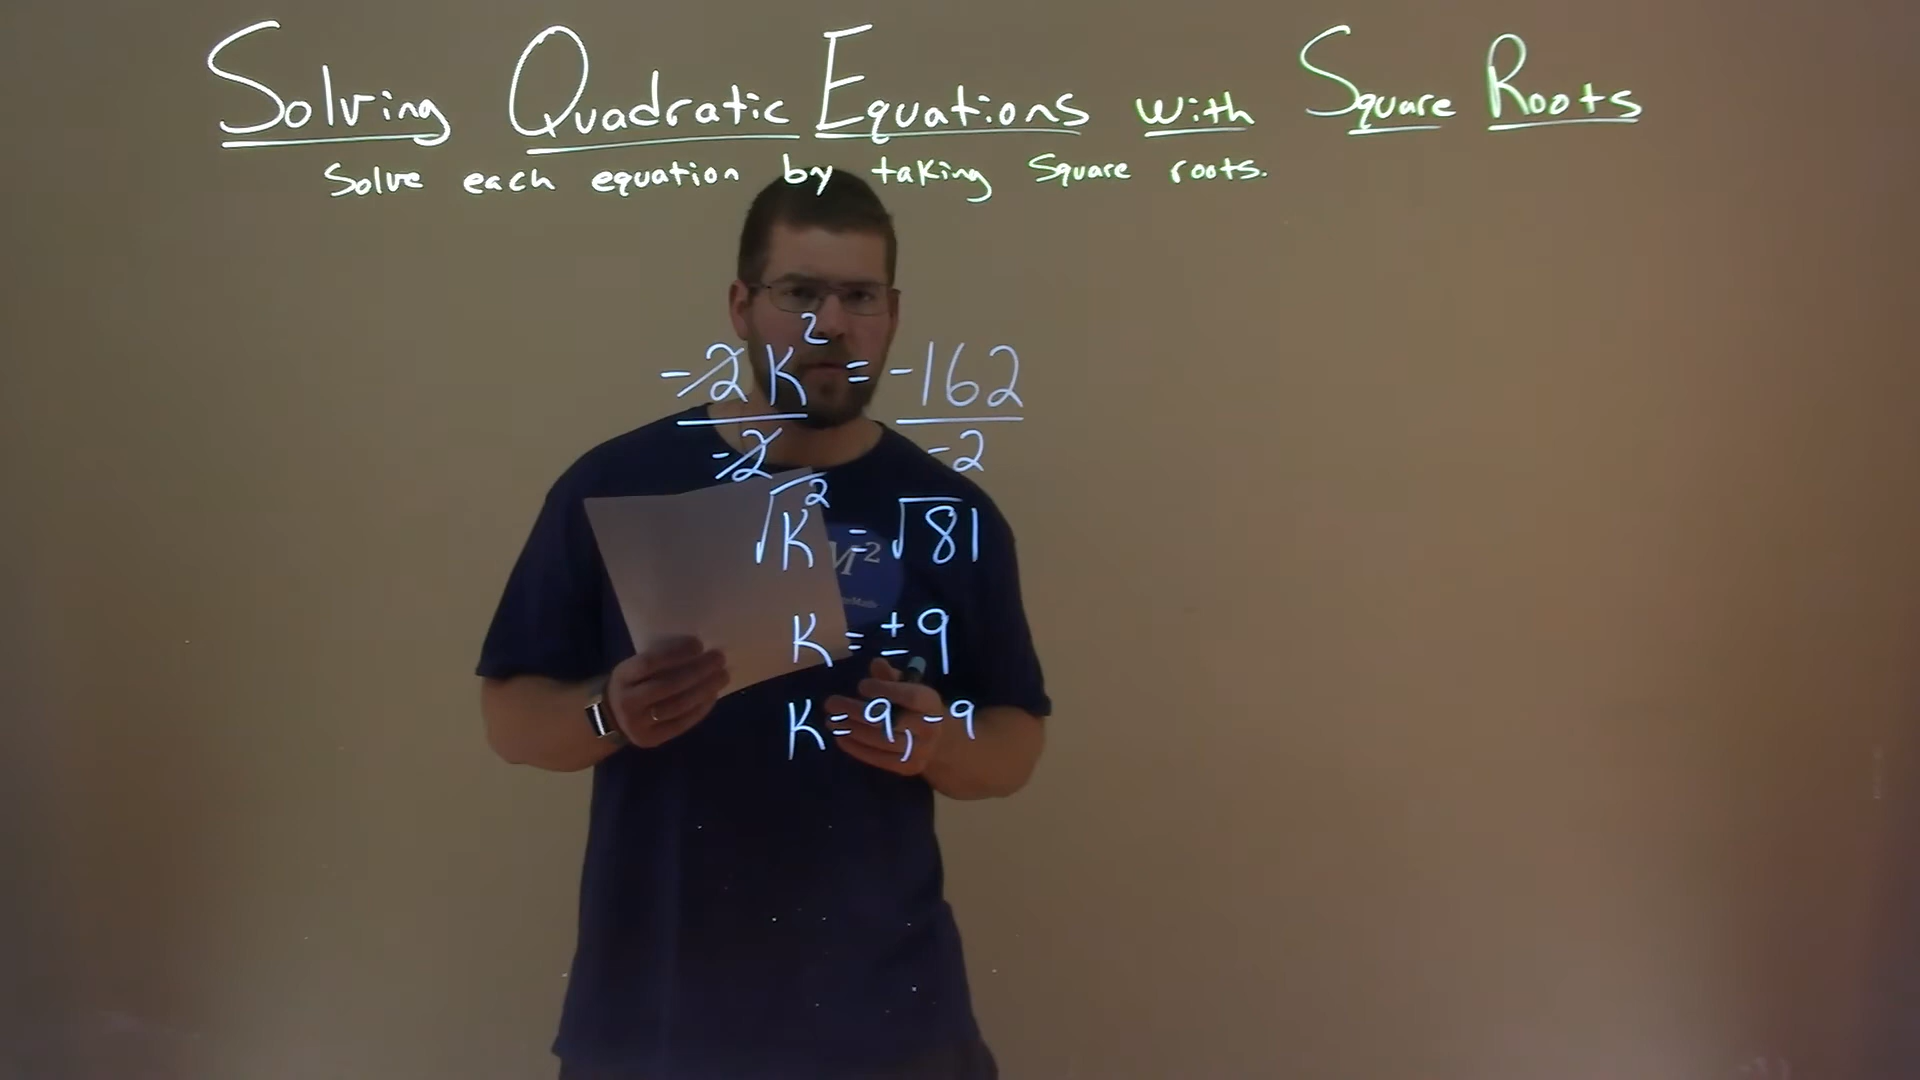 Solving Quadratic Equations with Square Roots
Solve each equation by taking square roots.
-2K² = -162
-2 -2
√K² = √81
M²
K = ±9
K = 9, -9